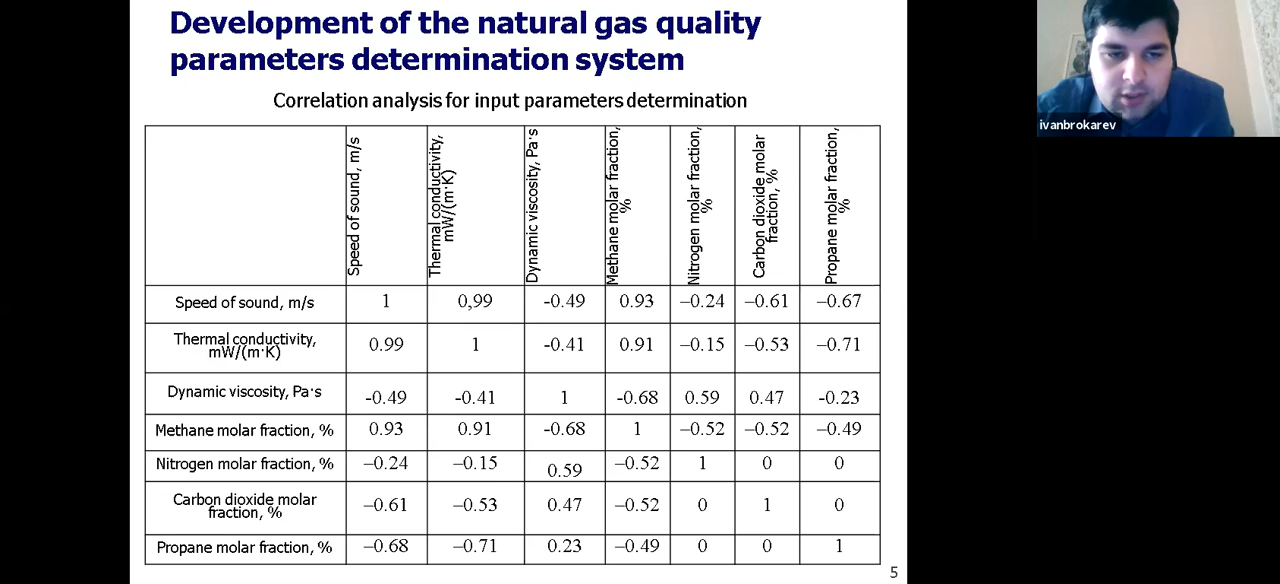 Development of the natural gas quality
parameters determination system
Correlation analysis for input parameters determination
ivanbrokarev
Speed of sound, m/s
Thermal conductivity,
mW/(m·K)
Dynamic viscosity, Pa·s
Methane molar fraction,
%
Nitrogen molar fraction,
%
Carbon dioxide molar
fraction, %
Propane molar fraction,
%
Speed of sound, m/s 1 0,99 -0.49 0.93 −0.24 −0.61 −0.67
Thermal conductivity,
mW/(m·K) 0.99 1 -0.41 0.91 −0.15 −0.53 −0.71
Dynamic viscosity, Pa·s -0.49 -0.41 1 -0.68 0.59 0.47 -0.23
Methane molar fraction, % 0.93 0.91 -0.68 1 −0.52 −0.52 −0.49
Nitrogen molar fraction, % −0.24 −0.15 0.59 −0.52 1 0 0
Carbon dioxide molar
fraction, % −0.61 −0.53 0.47 −0.52 0 1 0
Propane molar fraction, % −0.68 −0.71 0.23 −0.49 0 0 1
5